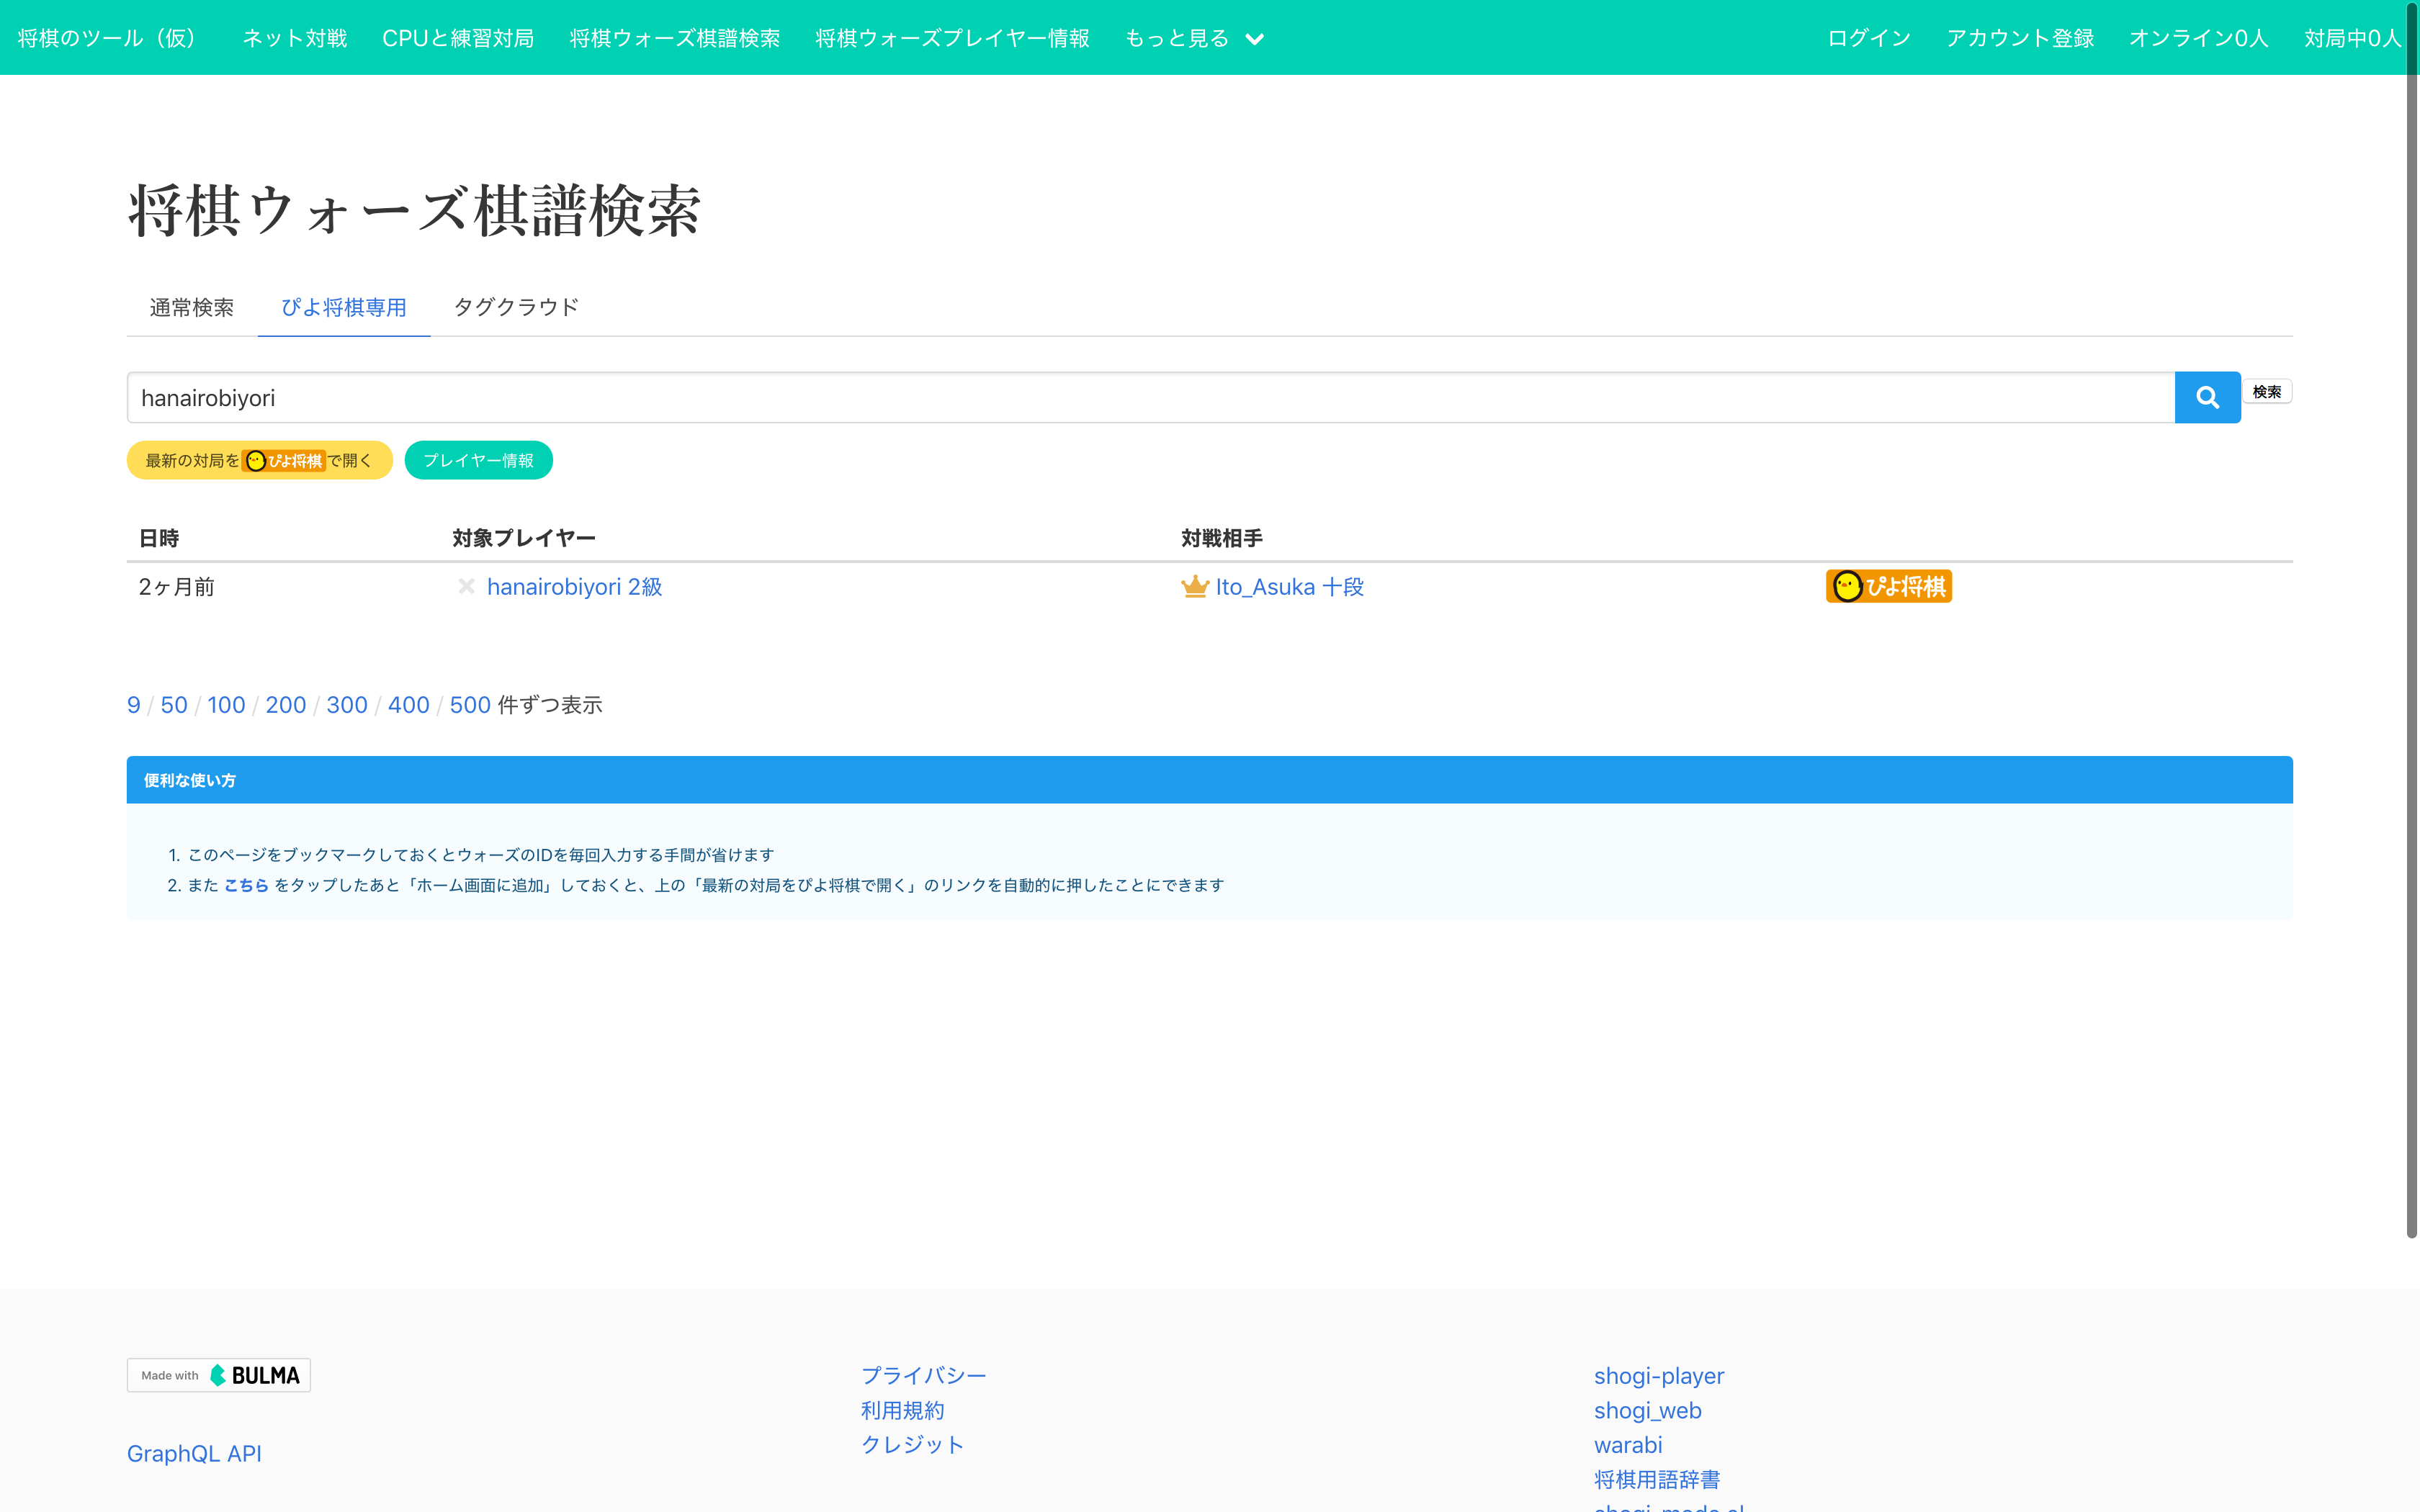 将棋のツール（仮） ネット対戦 CPUと練習対局 将棋ウォーズ棋譜検索 将棋ウォーズプレイヤー情報 もっと見る ログイン アカウント登録 オンライン0人 対局中0人
将棋ウォーズ棋譜検索
通常検索 ぴよ将棋専用 タグクラウド
hanairobiyori 検索
最新の対局をぴよ将棋で開く プレイヤー情報
日時 対象プレイヤー 対戦相手
2ヶ月前 hanairobiyori 2級 Ito_Asuka 十段 ぴよ将棋
9 / 50 / 100 / 200 / 300 / 400 / 500 件ずつ表示
便利な使い方
1. このページをブックマークしておくとウォーズのIDを毎回入力する手間が省けます
2. また こちら をタップしたあと「ホーム画面に追加」しておくと、上の「最新の対局をぴよ将棋で開く」のリンクを自動的に押したことにできます
Made with BULMA
GraphQL API
プライバシー
利用規約
クレジット
shogi-player
shogi_web
warabi
将棋用語辞書